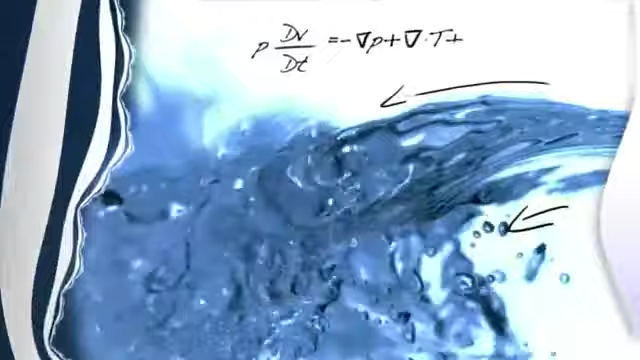 ρ Dv/Dt = -∇p + ∇·T +